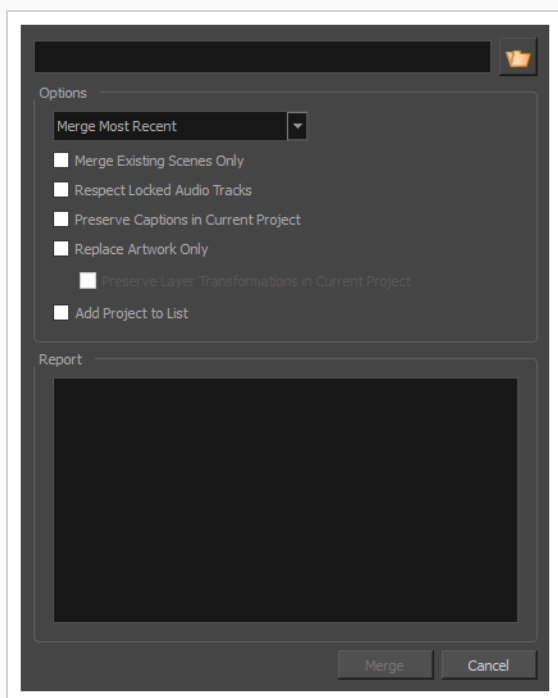 Options
Merge Most Recent
Merge Existing Scenes Only
Respect Locked Audio Tracks
Preserve Captions in Current Project
Replace Artwork Only
Preserve Layer Transformations in Current Project
Add Project to List
Report
Merge
Cancel